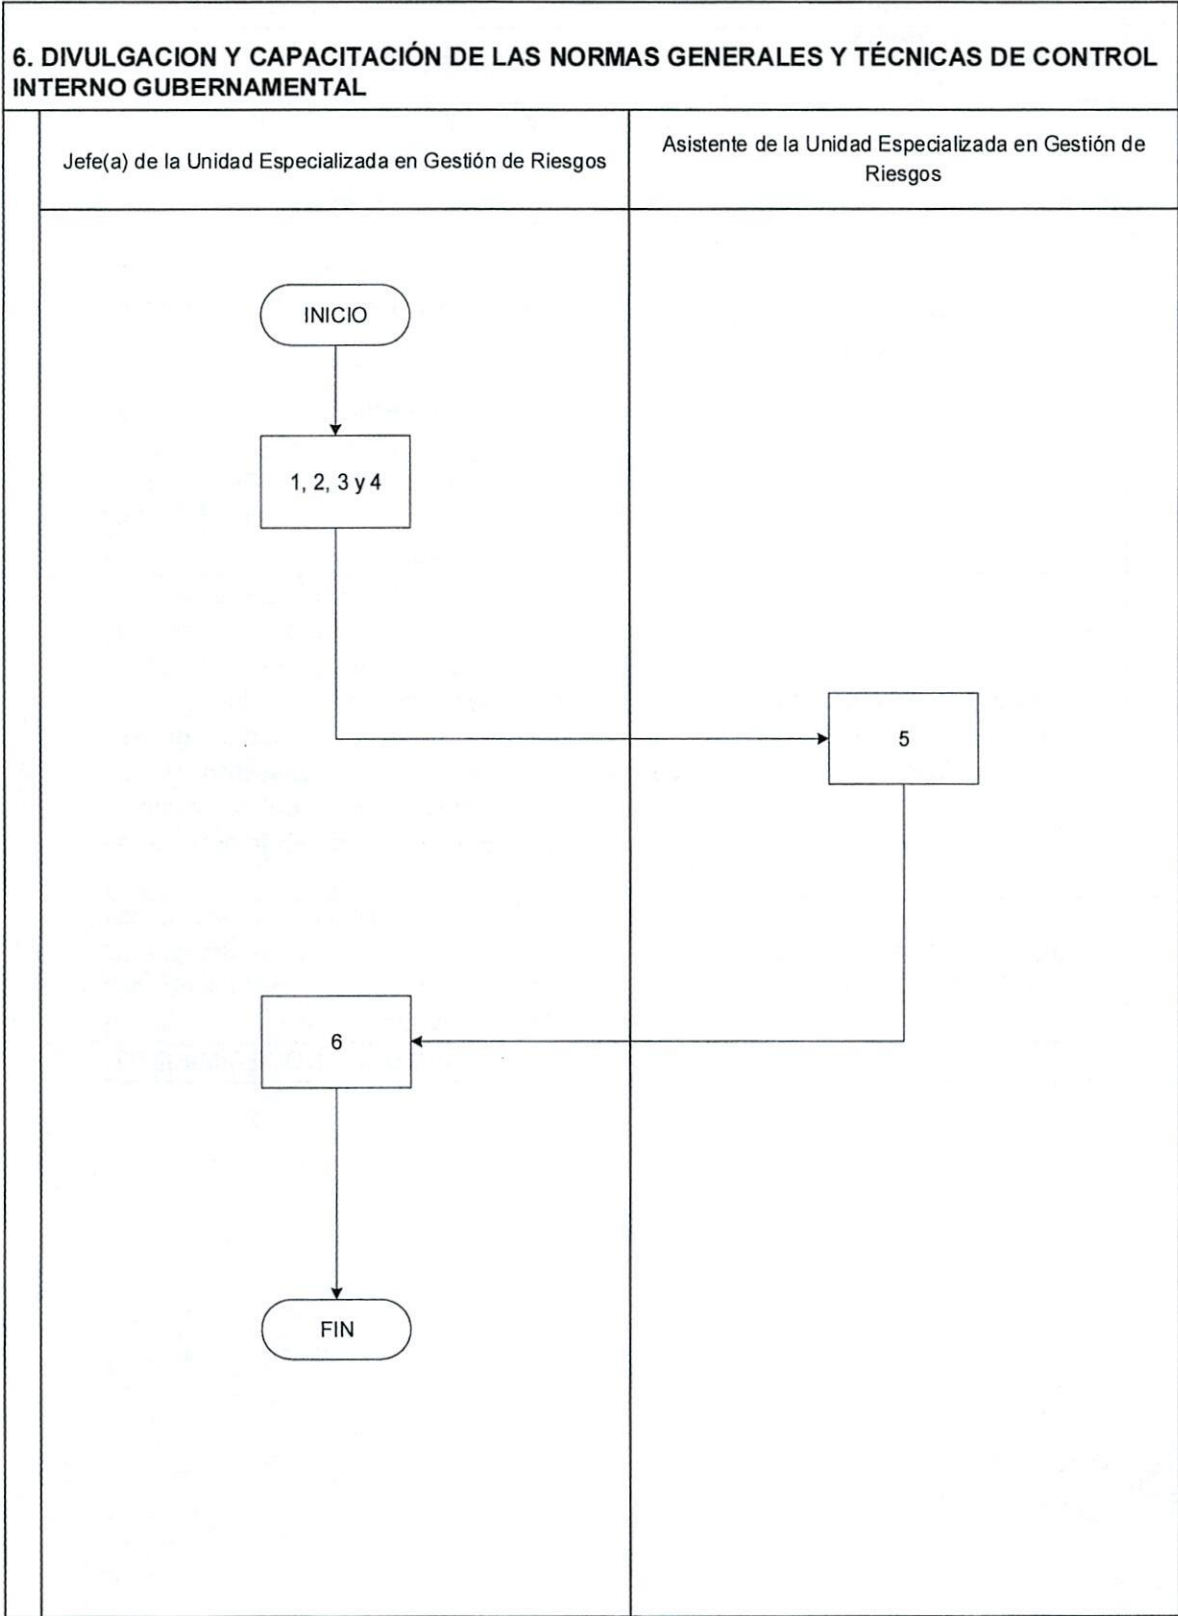 6. DIVULGACION Y CAPACITACIÓN DE LAS NORMAS GENERALES Y TÉCNICAS DE CONTROL
INTERNO GUBERNAMENTAL
Jefe(a) de la Unidad Especializada en Gestión de Riesgos
Asistente de la Unidad Especializada en Gestión de
Riesgos
INICIO
1, 2, 3 y 4
5
6
FIN